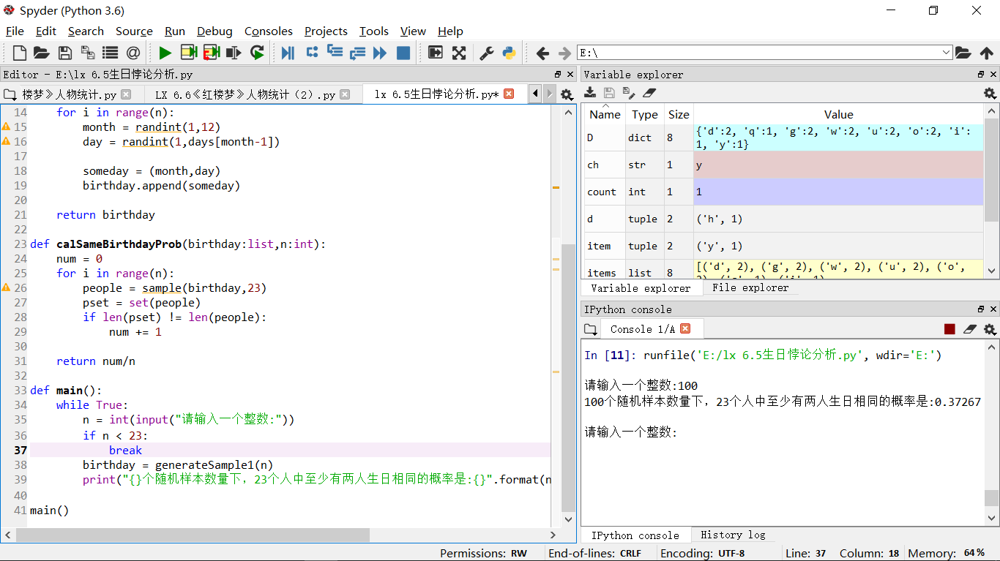 Spyder (Python 3.6)
File Edit Search Source Run Debug Consoles Projects Tools View Help
E:\
Editor - E:\lx 6.5生日悖论分析.py
楼梦》人物统计.py LX 6.6《红楼梦》人物统计（2）.py lx 6.5生日悖论分析.py*
14 for i in range(n):
15 month = randint(1,12)
16 day = randint(1,days[month-1])
17
18 someday = (month,day)
19 birthday.append(someday)
20
21 return birthday
22
23 def calSameBirthdayProb(birthday:list,n:int):
24 num = 0
25 for i in range(n):
26 people = sample(birthday,23)
27 pset = set(people)
28 if len(pset) != len(people):
29 num += 1
30
31 return num/n
32
33 def main():
34 while True:
35 n = int(input("请输入一个整数:"))
36 if n < 23:
37 break
38 birthday = generateSample1(n)
39 print("{}个随机样本数量下，23个人中至少有两人生日相同的概率是:{}".format(n
40
41 main()
Variable explorer
Name Type Size Value
D dict 8 {'d':2, 'q':1, 'g':2, 'w':2, 'u':2, 'o':2, 'i':
1, 'y':1}
ch str 1 y
count int 1 1
d tuple 2 ('h', 1)
item tuple 2 ('y', 1)
items list 8 [('d', 2), ('g', 2), ('w', 2), ('u', 2), ('o',
Variable explorer File explorer
IPython console
Console 1/A
In [11]: runfile('E:/lx 6.5生日悖论分析.py', wdir='E:')
请输入一个整数:100
100个随机样本数量下，23个人中至少有两人生日相同的概率是:0.37267
请输入一个整数:
IPython console History log
Permissions: RW End-of-lines: CRLF Encoding: UTF-8 Line: 37 Column: 18 Memory: 64 %